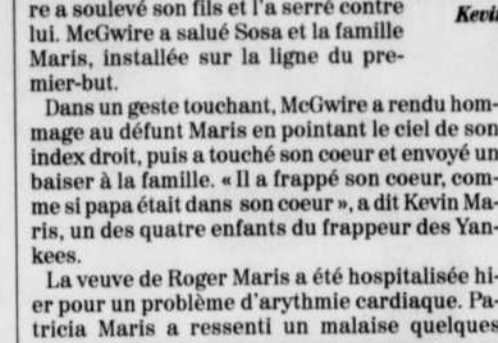 re a soulevé son fils et l'a serré contre
lui. McGwire a salué Sosa et la famille
Maris, installée sur la ligne du pre-
mier-but.
Dans un geste touchant, McGwire a rendu hom-
mage au défunt Maris en pointant le ciel de son
index droit, puis a touché son coeur et envoyé un
baiser à la famille. « Il a frappé son coeur, com-
me si papa était dans son coeur », a dit Kevin Ma-
ris, un des quatre enfants du frappeur des Yan-
kees.
La veuve de Roger Maris a été hospitalisée hi-
er pour un problème d'arythmie cardiaque. Pa-
tricia Maris a ressenti un malaise quelques
Kevin